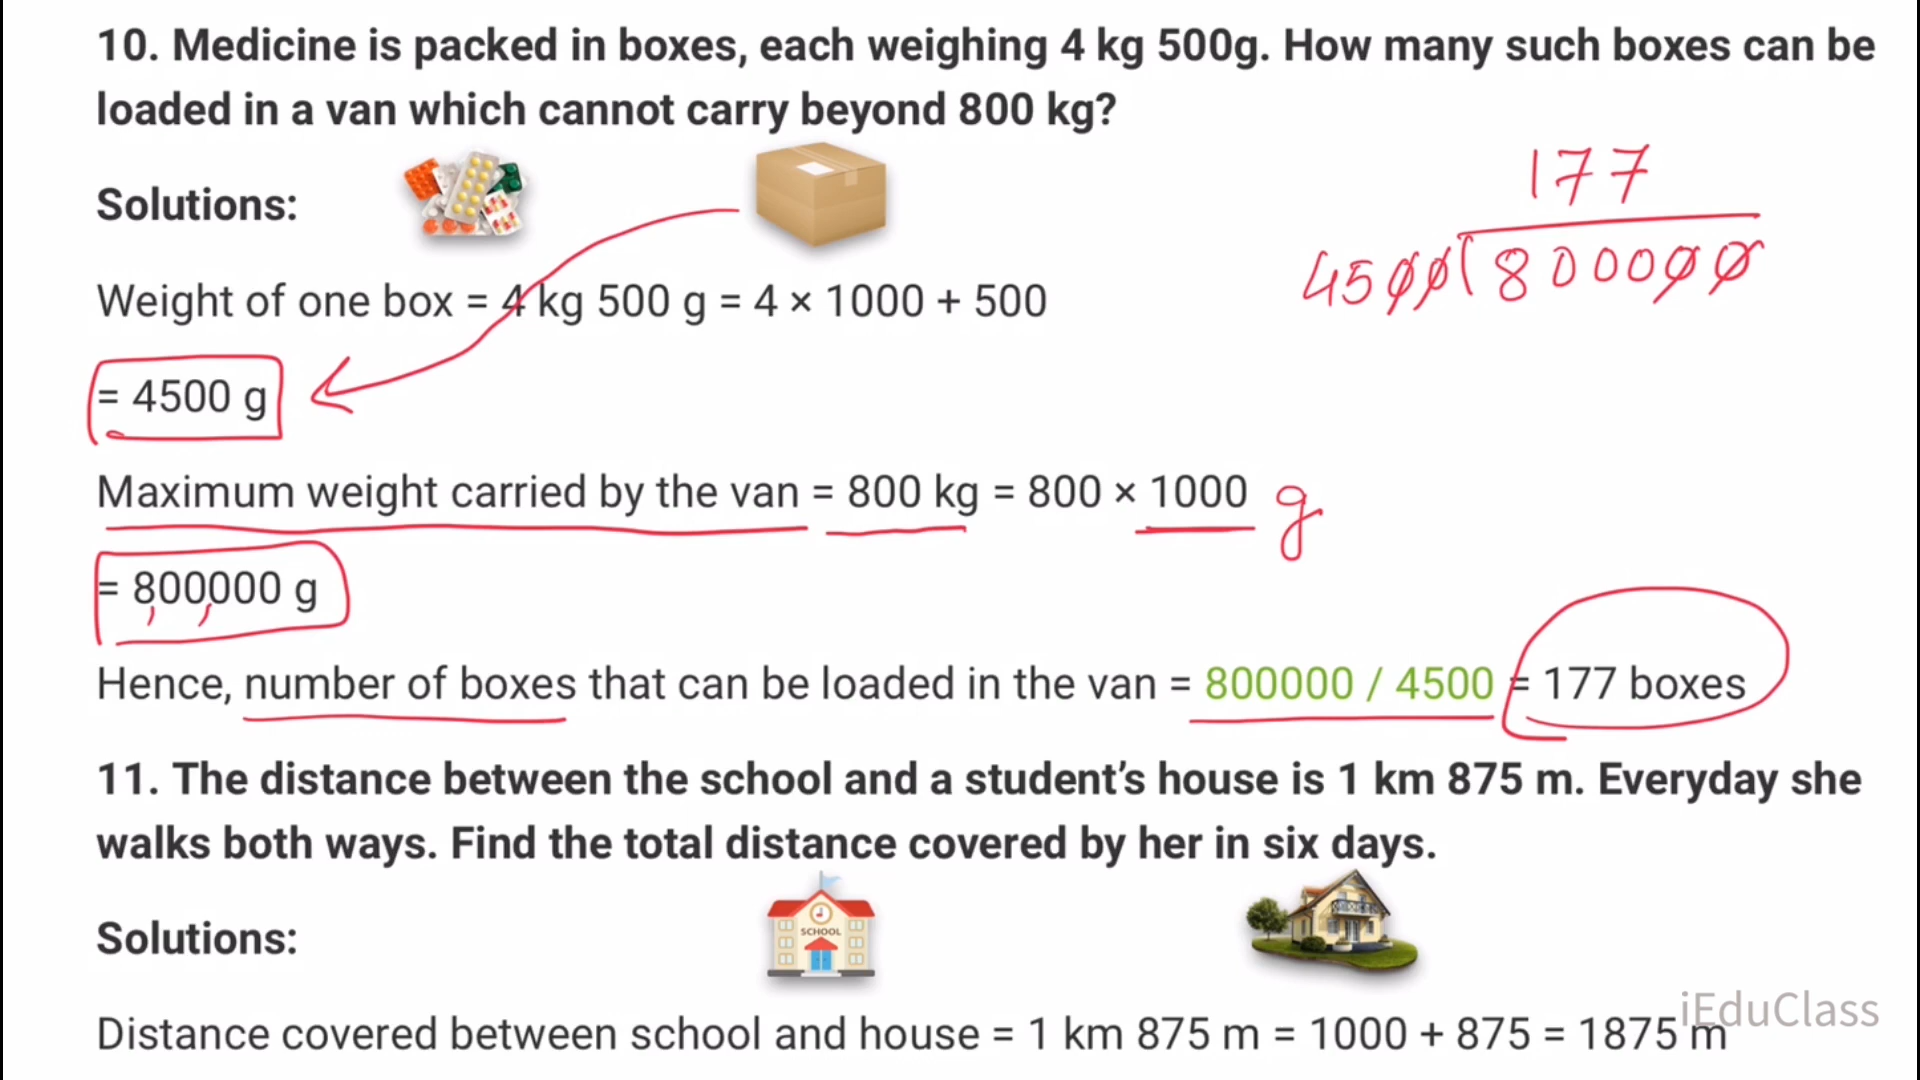 10. Medicine is packed in boxes, each weighing 4 kg 500g. How many such boxes can be
loaded in a van which cannot carry beyond 800 kg?
Solutions:
177
4500 800000
Weight of one box = 4 kg 500 g = 4 × 1000 + 500
= 4500 g
Maximum weight carried by the van = 800 kg = 800 × 1000 g
= 800000 g
Hence, number of boxes that can be loaded in the van = 800000 / 4500 = 177 boxes
11. The distance between the school and a student’s house is 1 km 875 m. Everyday she
walks both ways. Find the total distance covered by her in six days.
SCHOOL
Solutions:
iEduClass
Distance covered between school and house = 1 km 875 m = 1000 + 875 = 1875 m